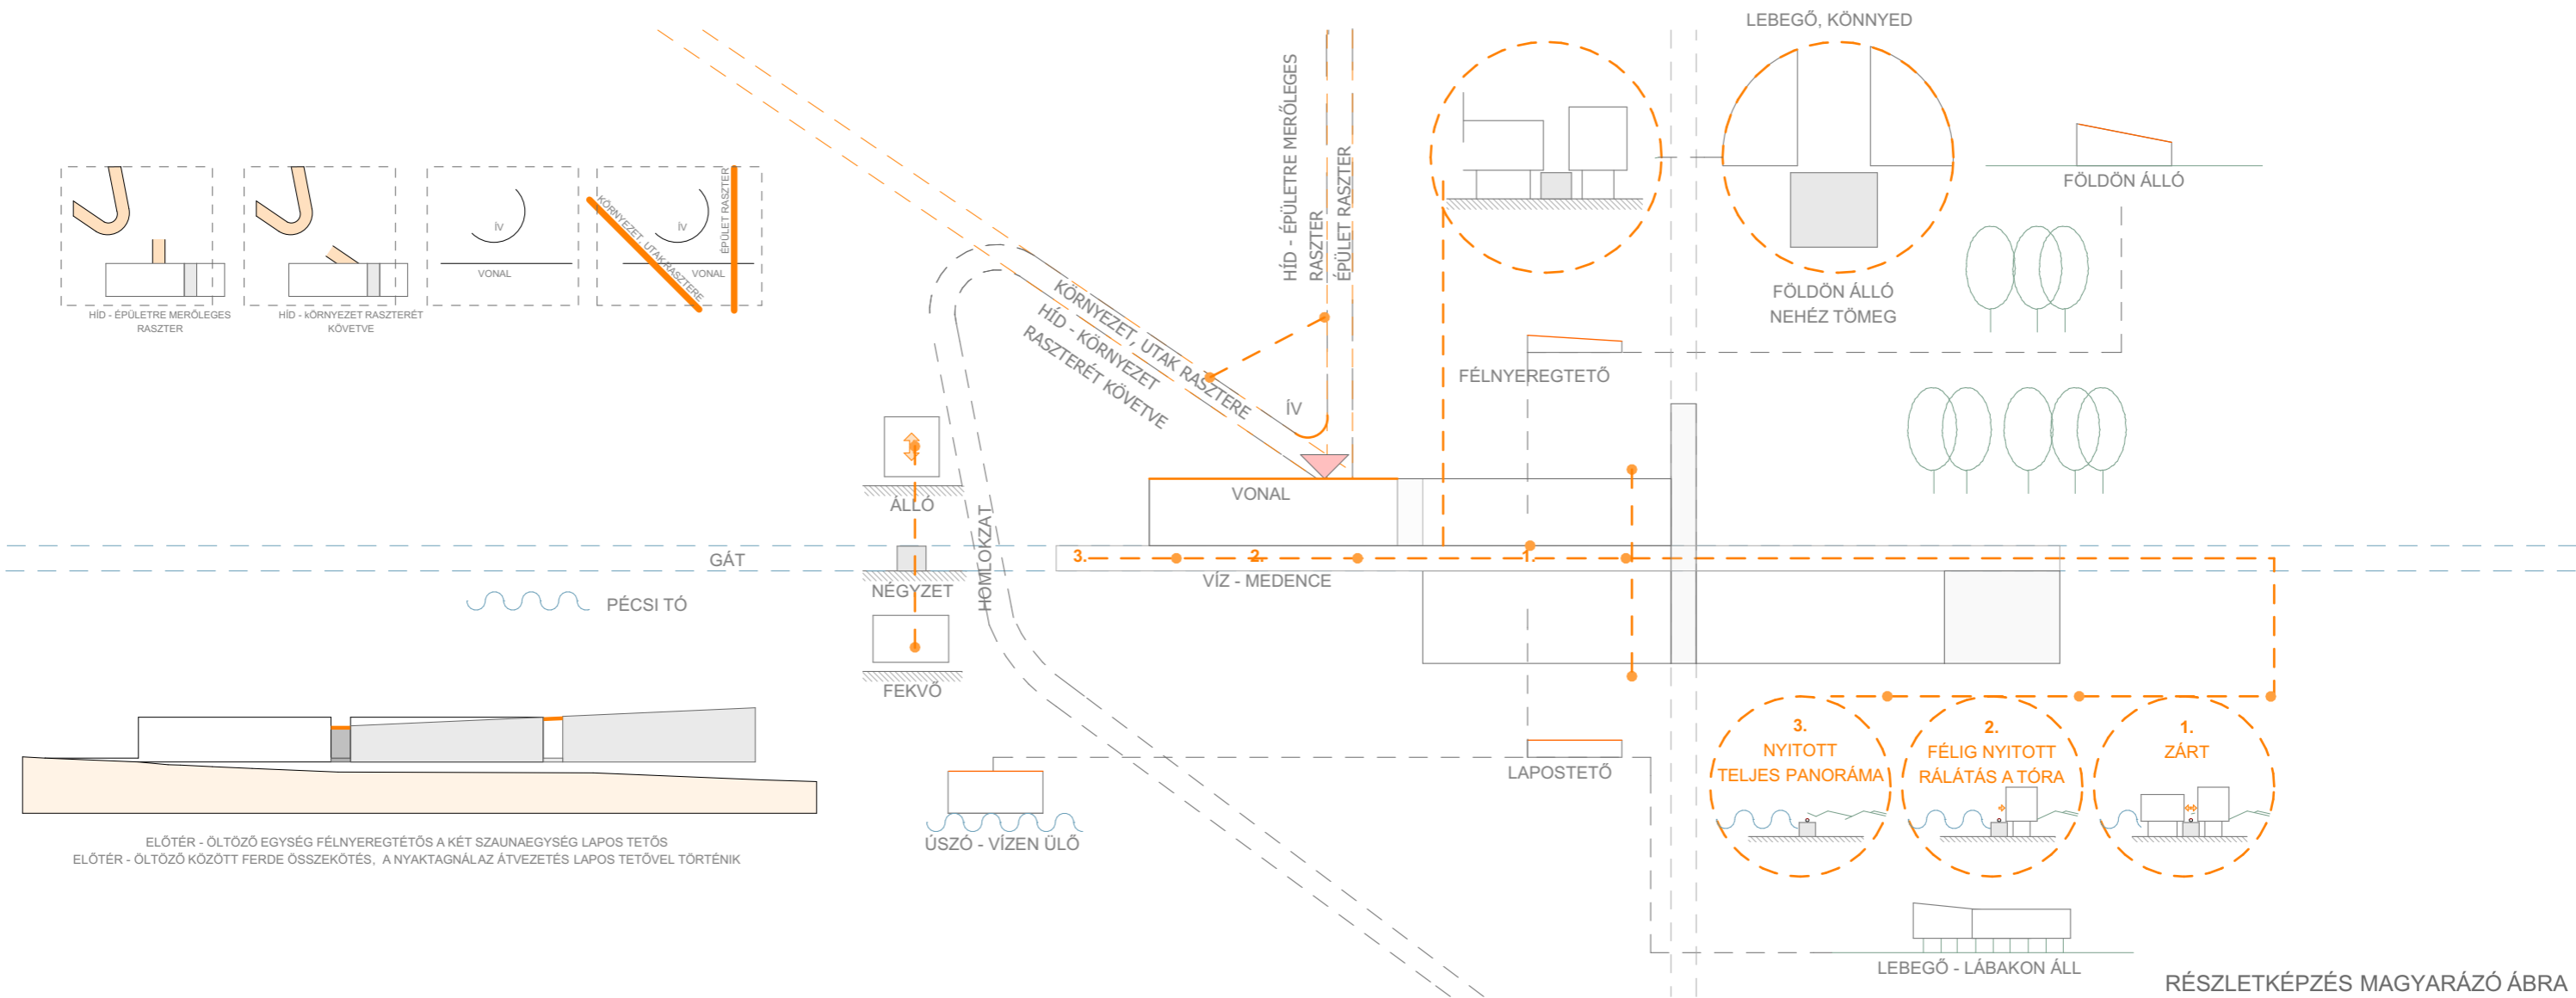 LEBEGŐ, KÖNNYED
HÍD - ÉPÜLETRE MERŐLEGES
RASZTER
ÉPÜLET RASZTER
FÖLDÖN ÁLLÓ
FÖLDÖN ÁLLÓ
NEHÉZ TÖMEG
ÍV
VONAL
KÖRNYEZET, UTAK RASZTERE
ÍV
ÉPÜLET RASZTER
VONAL
HÍD - ÉPÜLETRE MERŐLEGES
RASZTER
HÍD - kÖRNYEZET RASZTERÉT
KÖVETVE
KÖRNYEZET, UTAK RASZTERE
HÍD - KÖRNYEZET
RASZTERÉT KÖVETVE
FÉLNYEREGTETŐ
ÍV
VONAL
ÁLLÓ
HOMLOKZAT
GÁT
3.
2.
1.
NÉGYZET
VÍZ - MEDENCE
PÉCSI TÓ
FEKVŐ
LAPOSTETŐ
3.
NYITOTT
TELJES PANORÁMA
2.
FÉLIG NYITOTT
RÁLÁTÁS A TÓRA
1.
ZÁRT
ÚSZÓ - VÍZEN ÜLŐ
ELŐTÉR - ÖLTÖZŐ EGYSÉG FÉLNYEREGTÉTŐS A KÉT SZAUNAEGYSÉG LAPOS TETŐS
ELŐTÉR - ÖLTÖZŐ KÖZÖTT FERDE ÖSSZEKÖTÉS, A NYAKTAGNÁLAZ ÁTVEZETÉS LAPOS TETŐVEL TÖRTÉNIK
LEBEGŐ - LÁBAKON ÁLL
RÉSZLETKÉPZÉS MAGYARÁZÓ ÁBRA